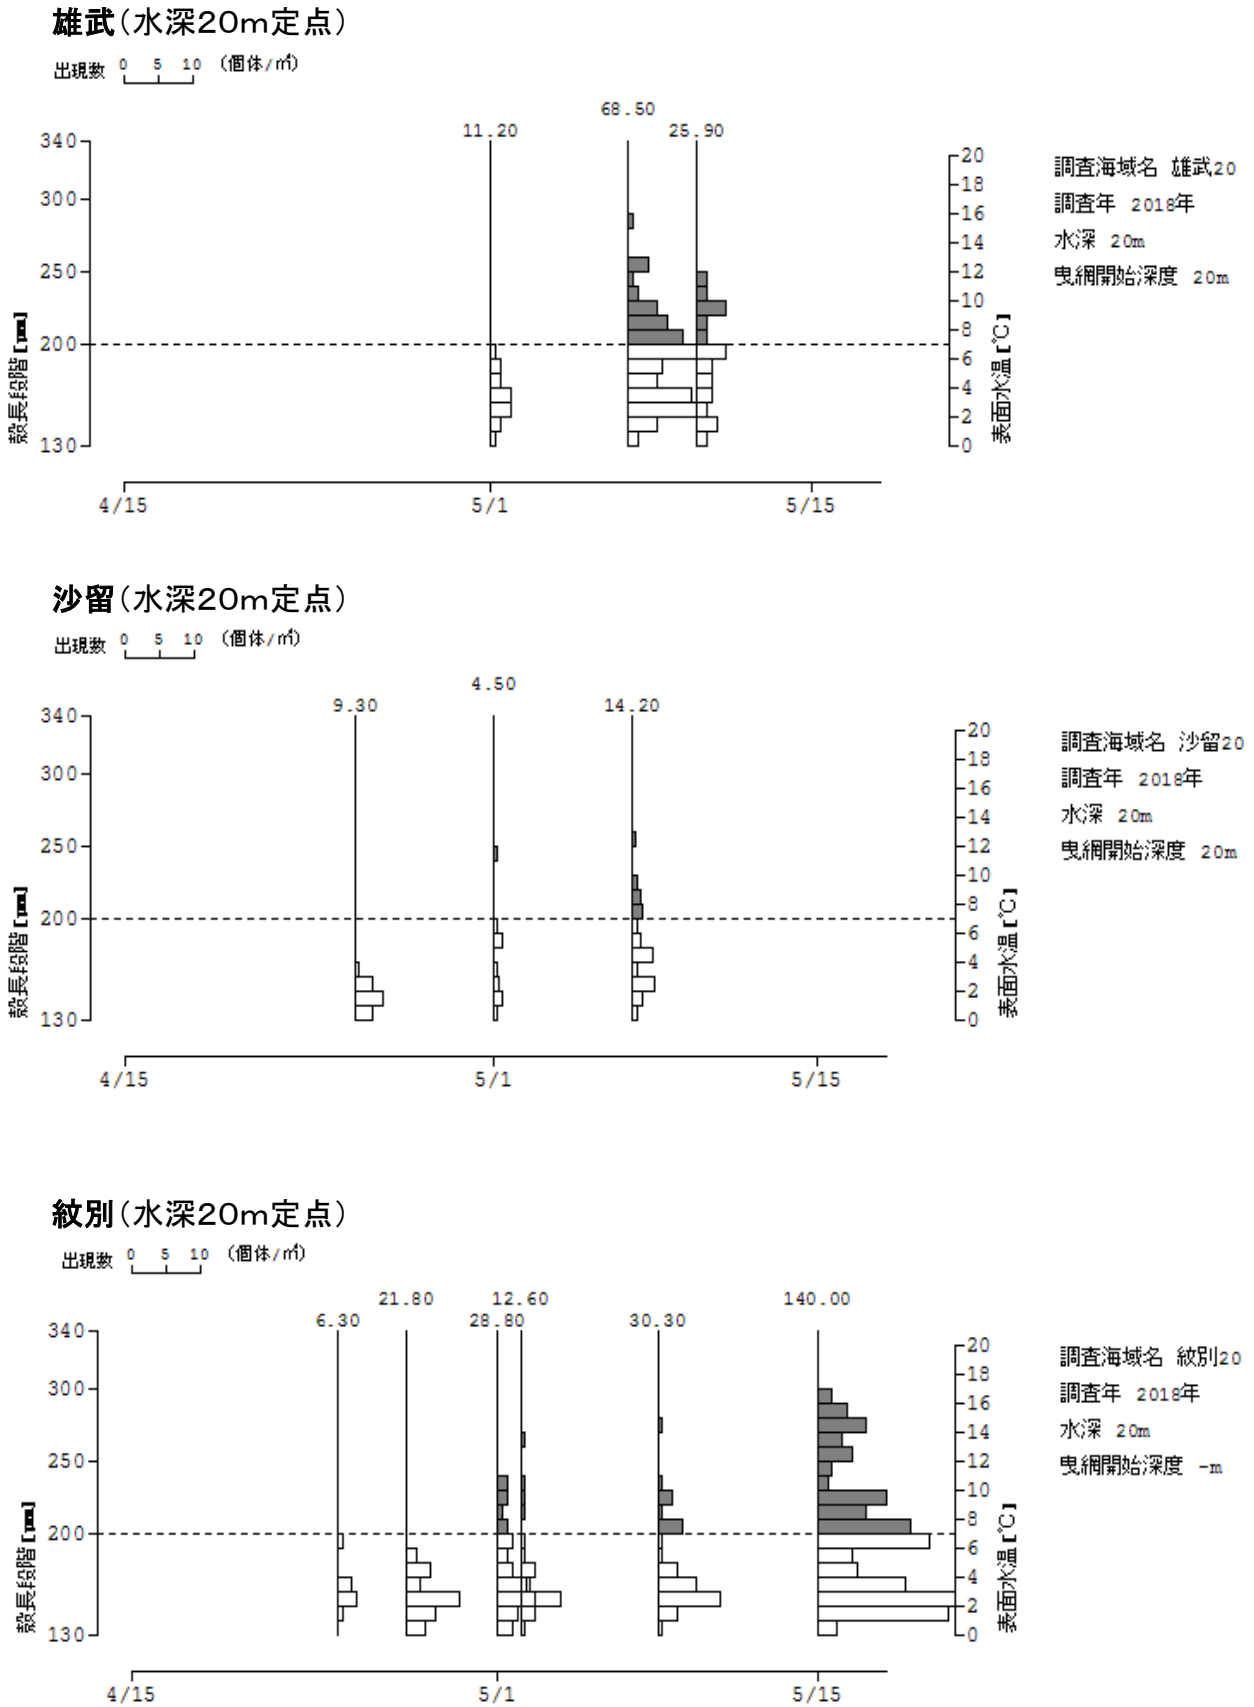 雄武（水深20m定点）
出現数 0 5 10 （個体/㎡）
68.50
11.20 25.90
340
300
250
200
130
殻長段階[μm]
20
18
16
14
12
10
8
6
4
2
0
表面水温[℃]
調査海域名 雄武20
調査年 2018年
水深 20m
曳網開始深度 20m
4/15 5/1 5/15
沙留（水深20m定点）
出現数 0 5 10 （個体/㎡）
4.50
9.30 14.20
340
300
250
200
130
殻長段階[μm]
20
18
16
14
12
10
8
6
4
2
0
表面水温[℃]
調査海域名 沙留20
調査年 2018年
水深 20m
曳網開始深度 20m
4/15 5/1 5/15
紋別（水深20m定点）
出現数 0 5 10 （個体/㎡）
21.80 12.60 140.00
6.30 28.80 30.30
340
300
250
200
130
殻長段階[μm]
20
18
16
14
12
10
8
6
4
2
0
表面水温[℃]
調査海域名 紋別20
調査年 2018年
水深 20m
曳網開始深度 -m
4/15 5/1 5/15